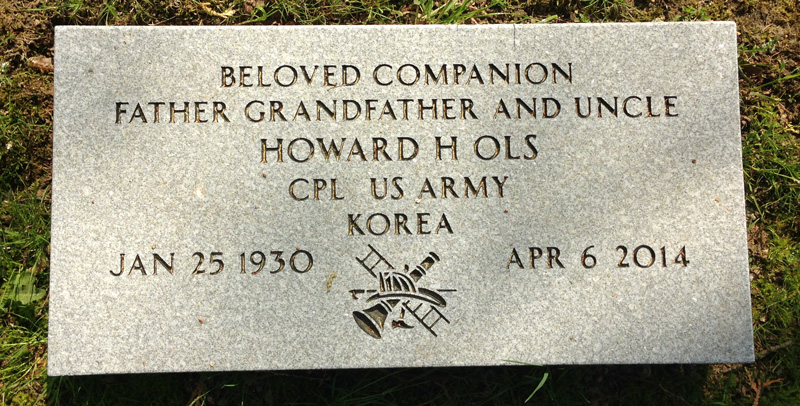 BELOVED COMPANION
FATHER GRANDFATHER AND UNCLE
HOWARD H OLS
CPL US ARMY
KOREA
JAN 25 1930 APR 6 2014